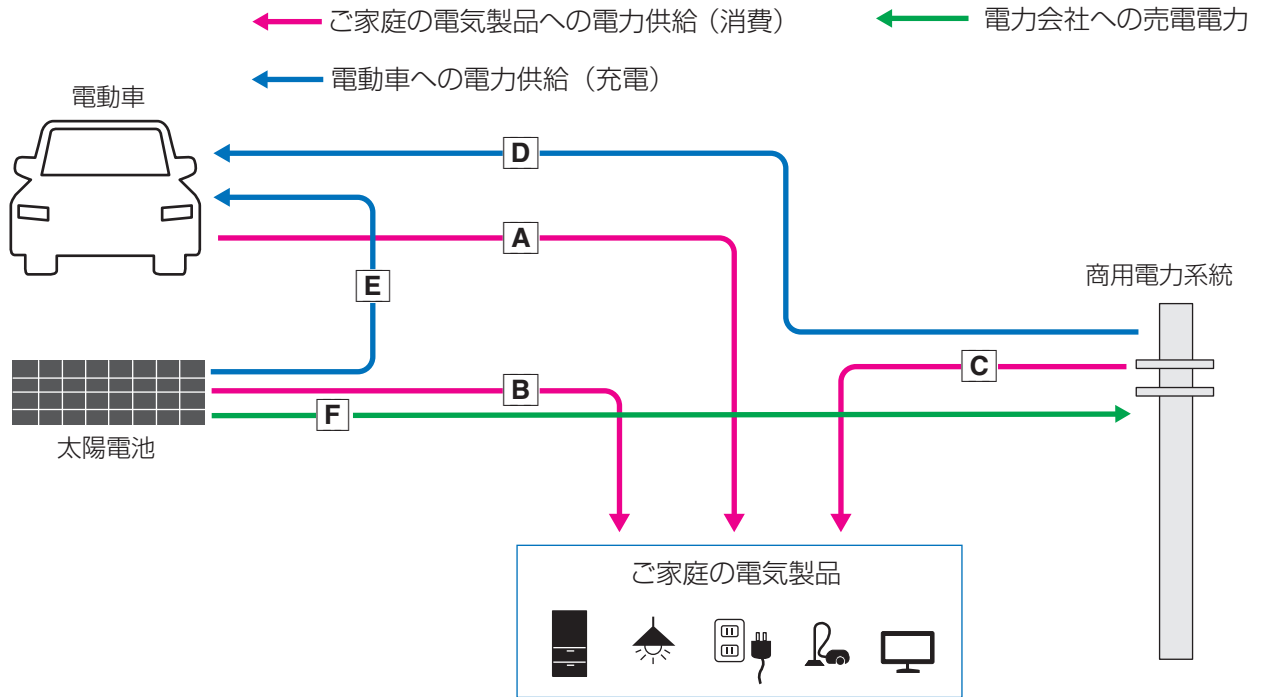 ご家庭の電気製品への電力供給（消費）
電力会社への売電電力
電動車への電力供給（充電）
電動車
D
A
E
商用電力系統
C
B
F
太陽電池
ご家庭の電気製品